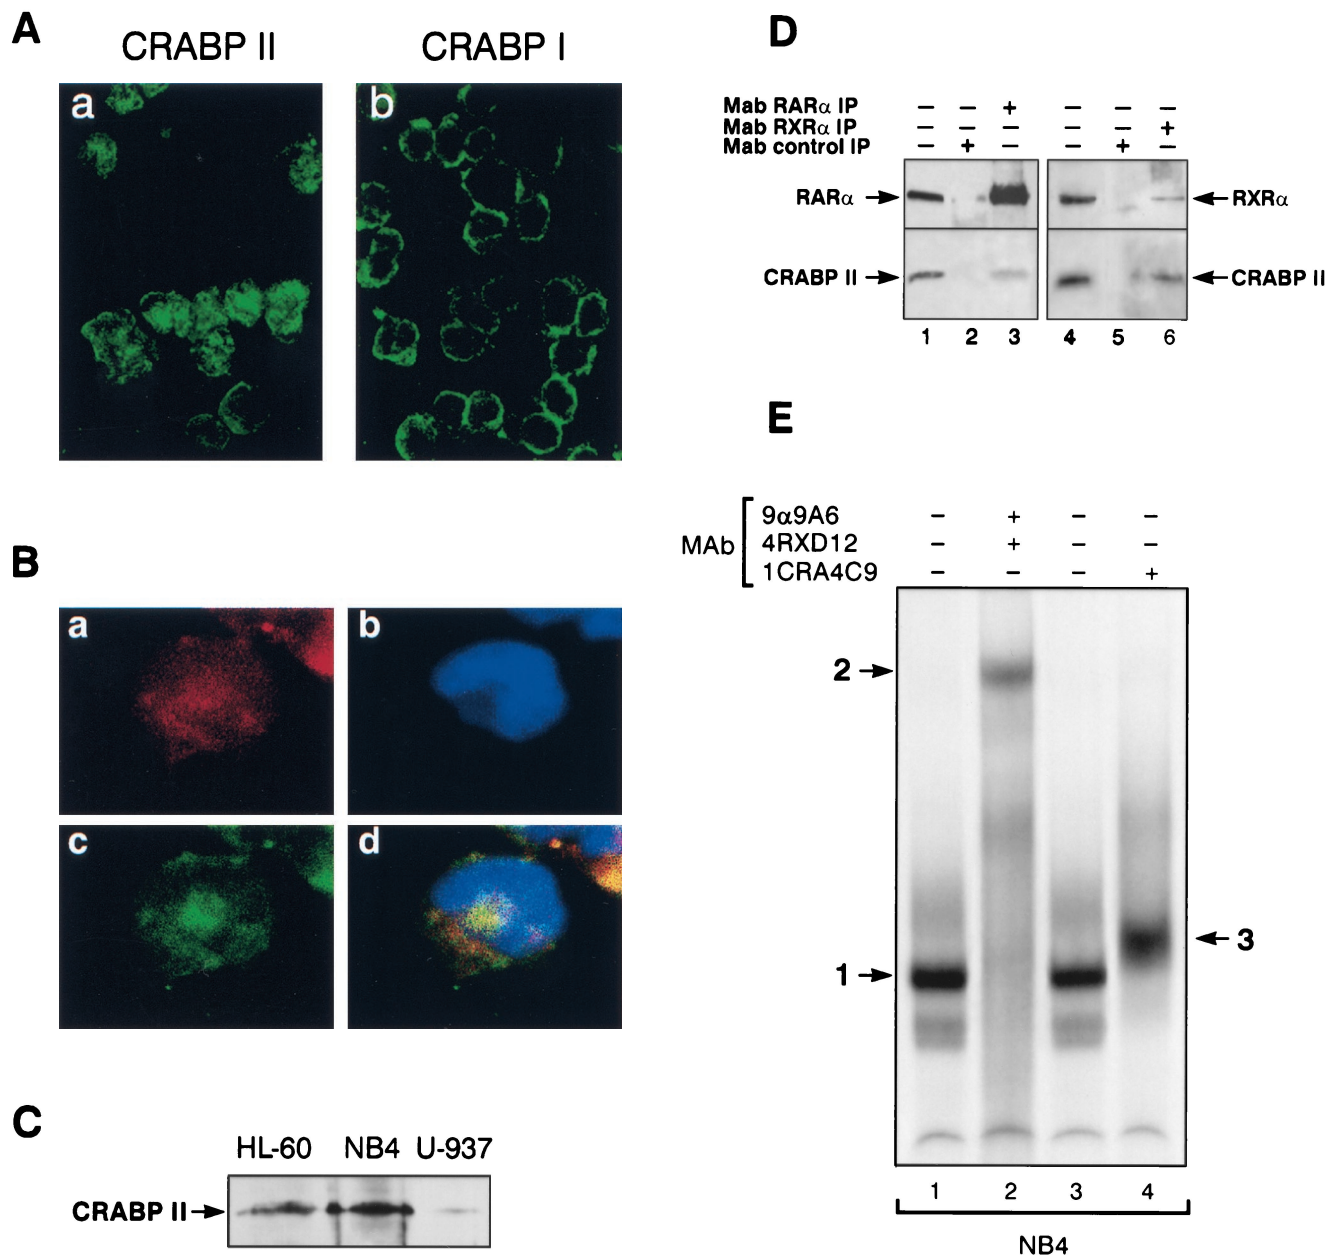 A
CRABP II
CRABP I
a
b
B
a
b
c
d
C
HL-60 NB4 U-937
CRABP II
D
Mab RARα IP – – + – – –
Mab RXRα IP – – – – – +
Mab control IP – + – – + –
RARα
RXRα
CRABP II
CRABP II
1 2 3 4 5 6
E
MAb
9α9A6 – + – –
4RXD12 – + – –
1CRA4C9 – – – +
2
3
1
1 2 3 4
NB4